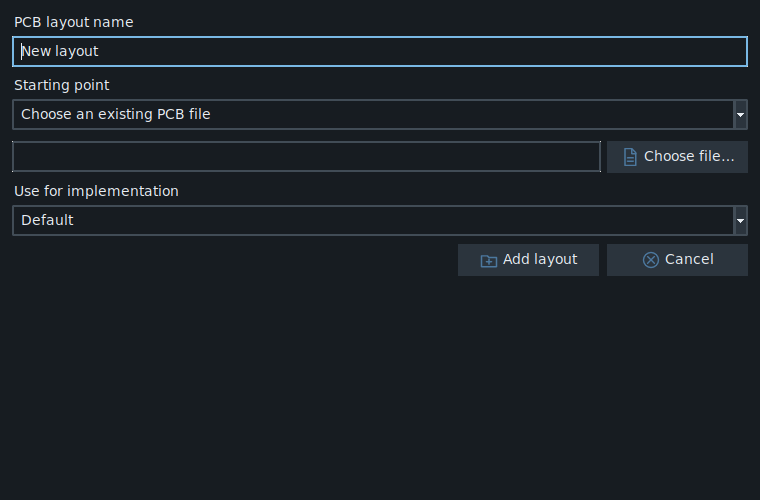 PCB layout name
New layout
Starting point
Choose an existing PCB file
Choose file...
Use for implementation
Default
Add layout
Cancel